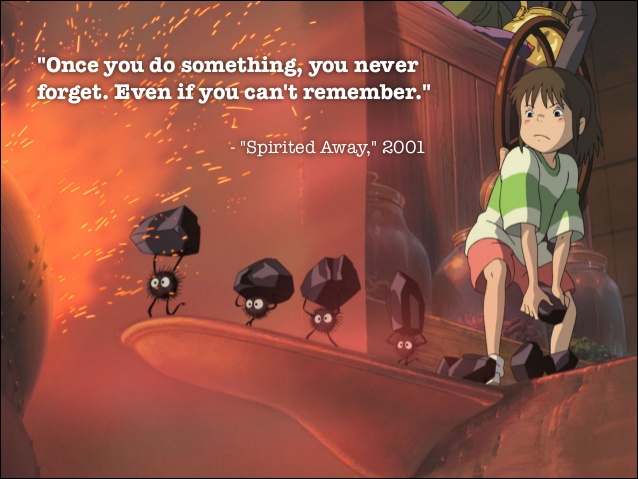 "Once you do something, you never
forget. Even if you can't remember."
- "Spirited Away," 2001